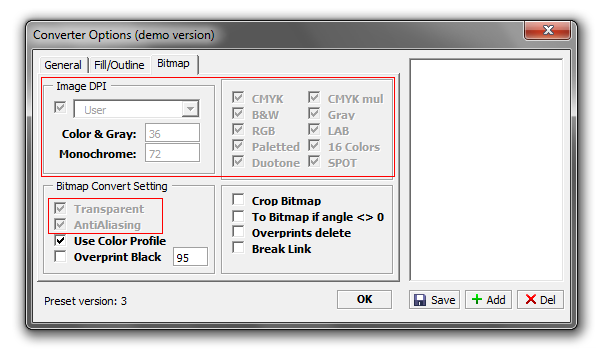 Converter Options (demo version)
General Fill/Outline Bitmap
Image DPI
User
Color & Gray: 36
Monochrome: 72
CMYK CMYK mul
B&W Gray
RGB LAB
Paletted 16 Colors
Duotone SPOT
Bitmap Convert Setting
Transparent
AntiAliasing
Use Color Profile
Overprint Black 95
Crop Bitmap
To Bitmap if angle <> 0
Overprints delete
Break Link
Preset version: 3
OK
Save Add Del